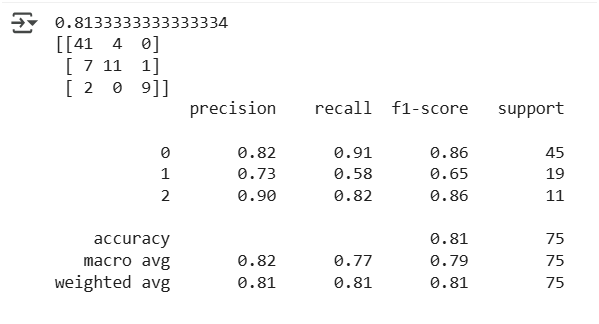 0.8133333333333334
[[41  4  0]
 [ 7 11  1]
 [ 2  0  9]]
              precision    recall  f1-score   support

           0       0.82      0.91      0.86        45
           1       0.73      0.58      0.65        19
           2       0.90      0.82      0.86        11

    accuracy                           0.81        75
   macro avg       0.82      0.77      0.79        75
weighted avg       0.81      0.81      0.81        75